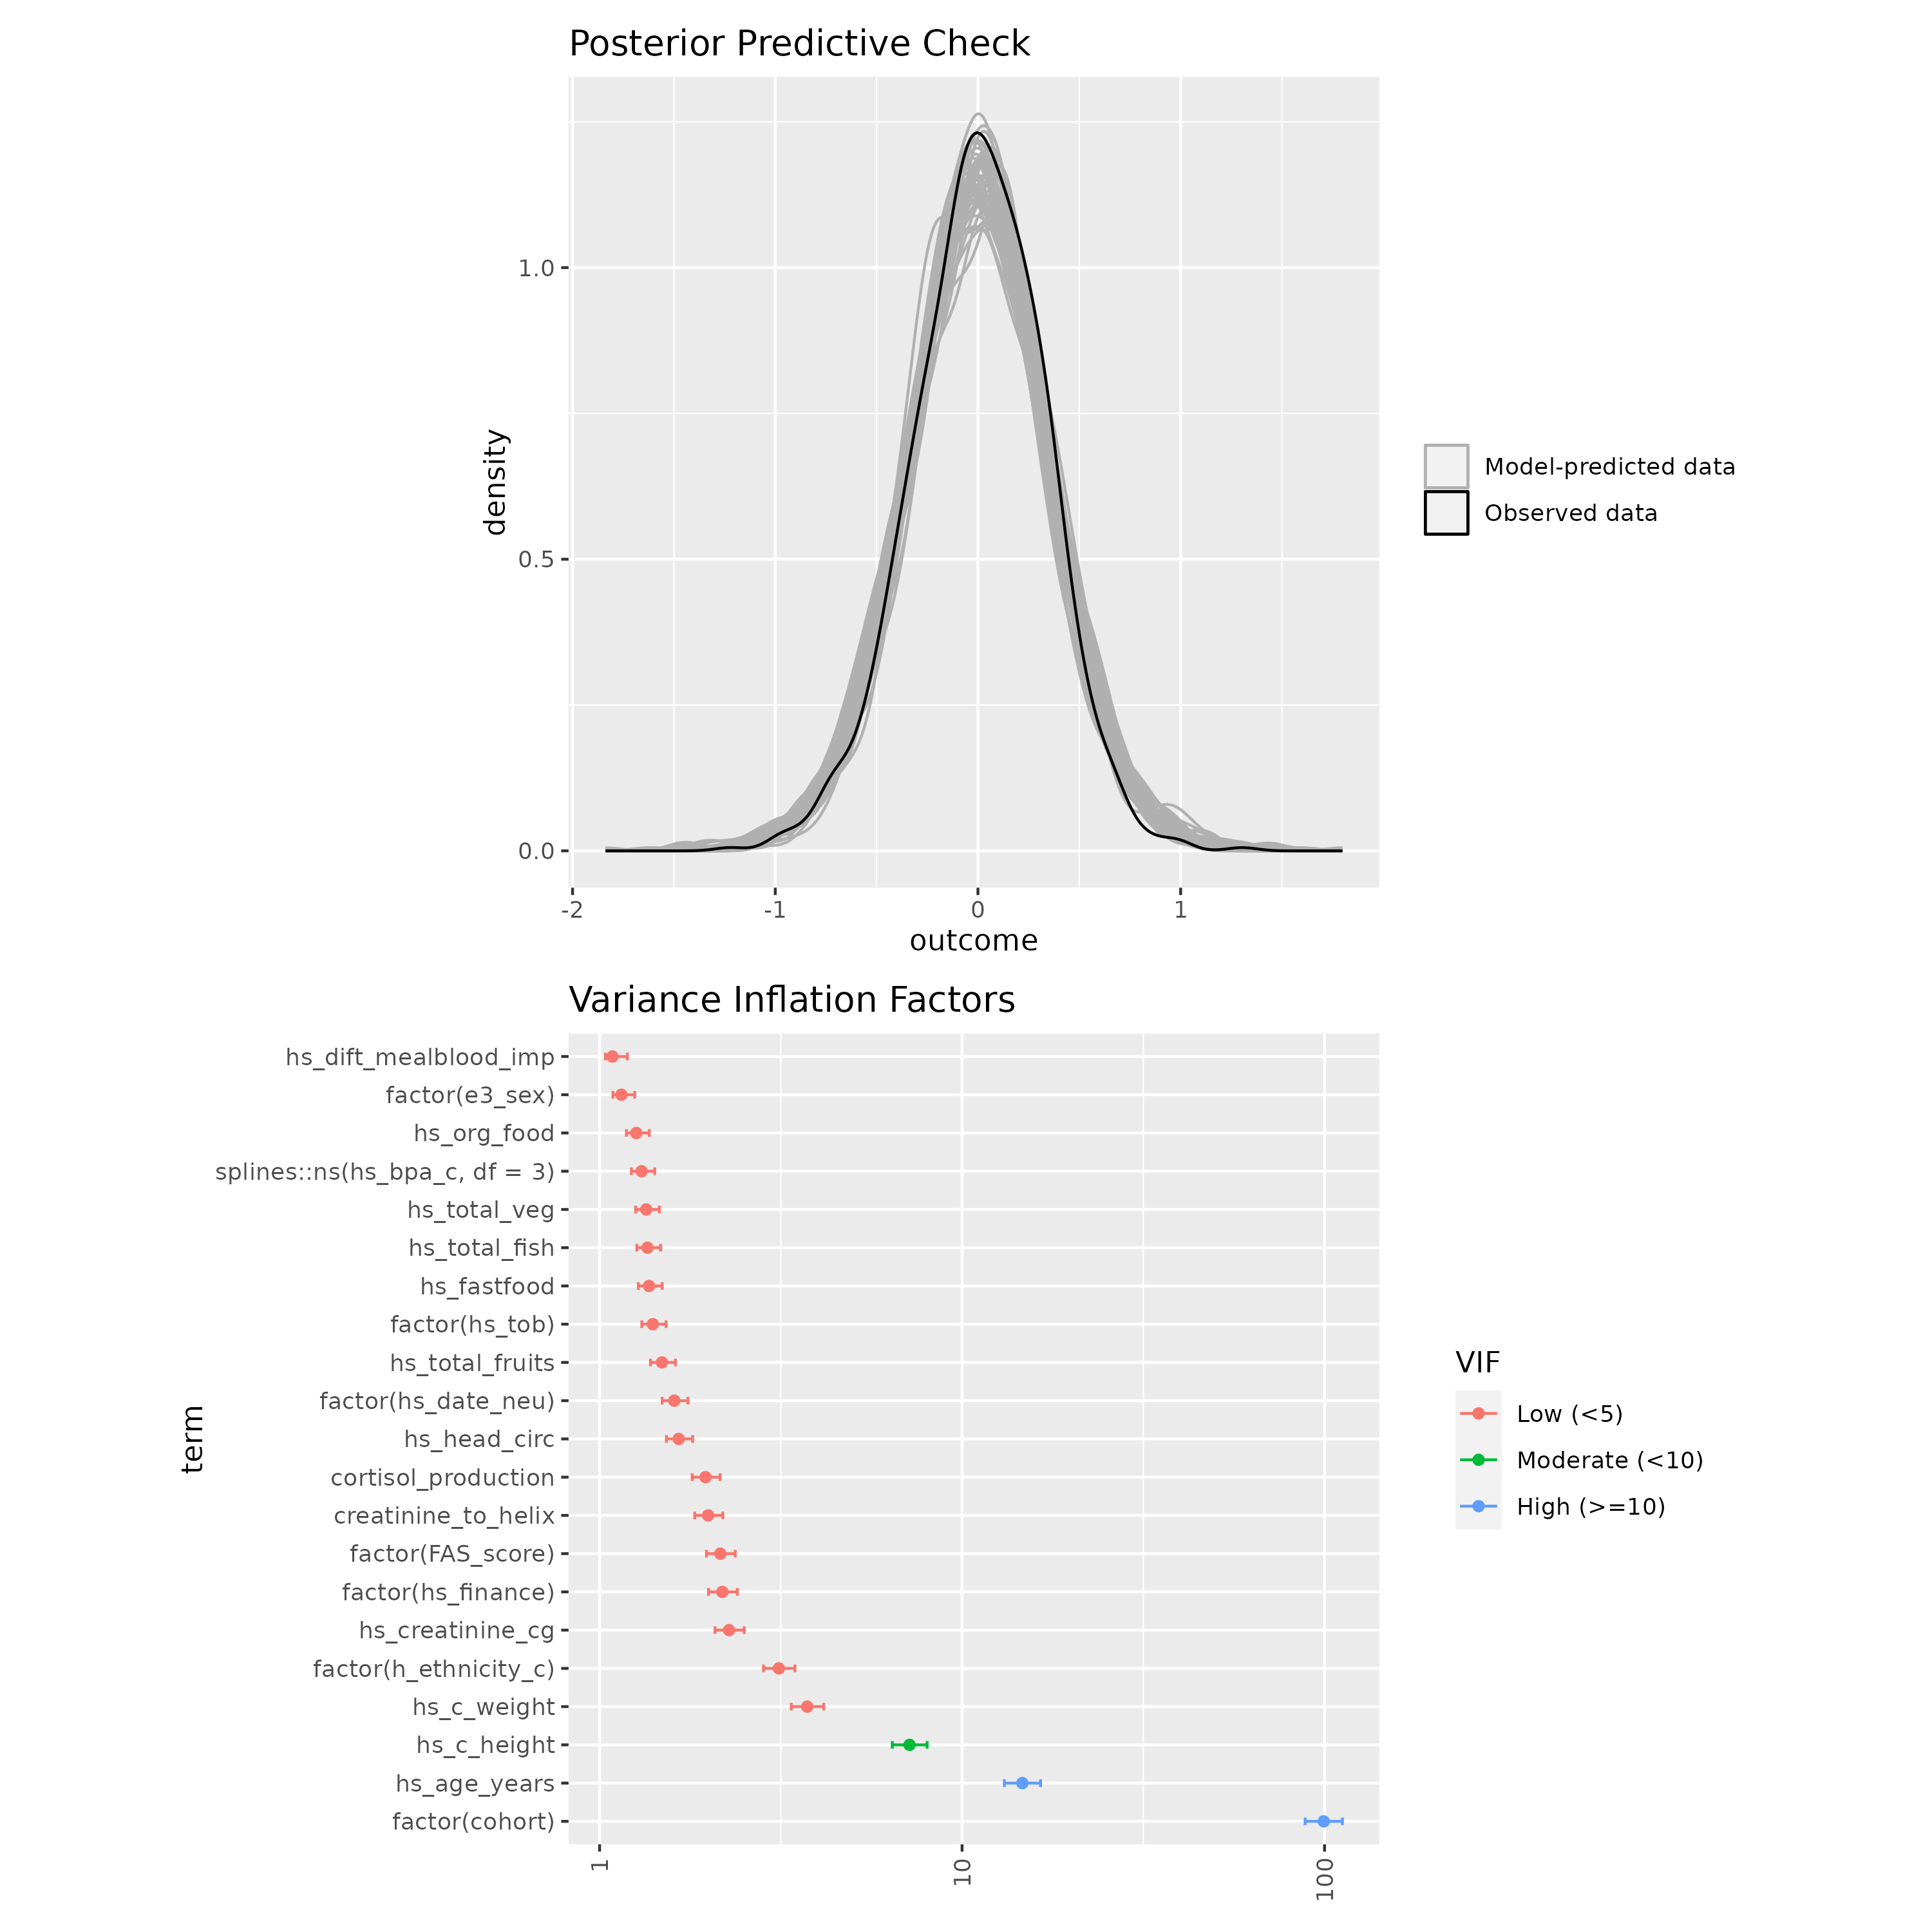 Posterior Predictive Check
density
1.0
0.5
0.0
-2
-1
0
1
outcome
Model-predicted data
Observed data
Variance Inflation Factors
term
hs_dift_mealblood_imp
factor(e3_sex)
hs_org_food
splines::ns(hs_bpa_c, df = 3)
hs_total_veg
hs_total_fish
hs_fastfood
factor(hs_tob)
hs_total_fruits
factor(hs_date_neu)
hs_head_circ
cortisol_production
creatinine_to_helix
factor(FAS_score)
factor(hs_finance)
hs_creatinine_cg
factor(h_ethnicity_c)
hs_c_weight
hs_c_height
hs_age_years
factor(cohort)
1
10
100
VIF
Low (<5)
Moderate (<10)
High (>=10)